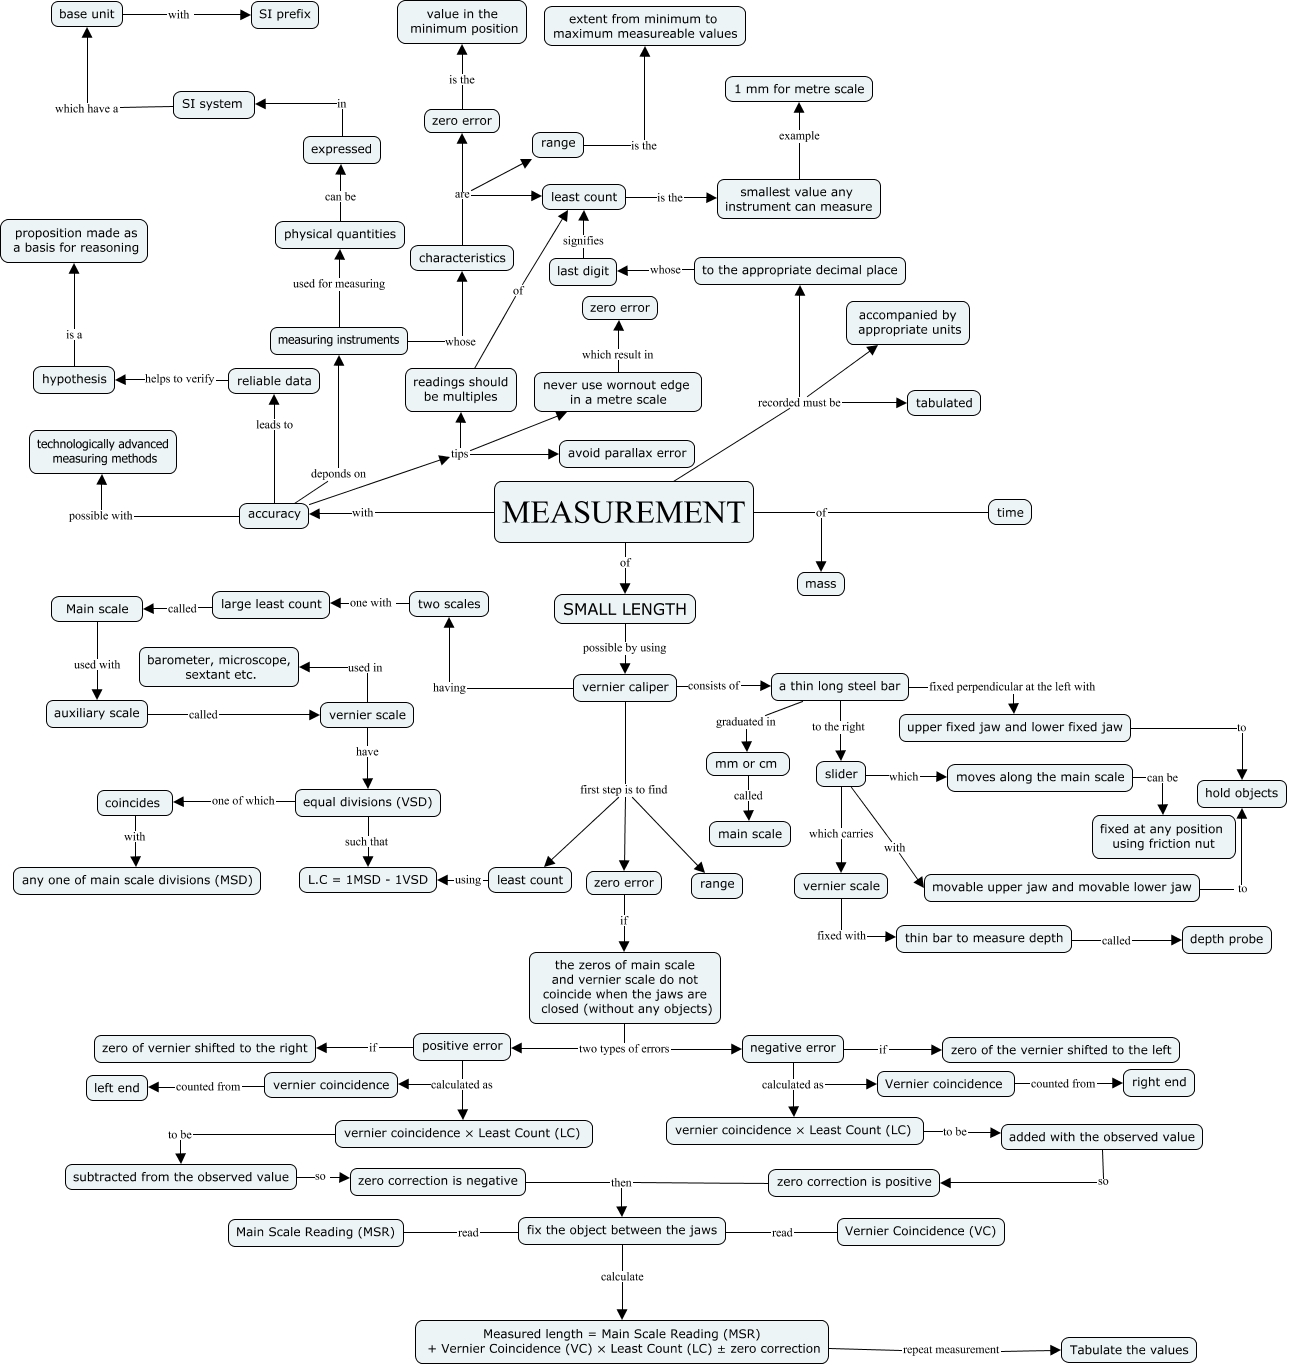 base unit
with
SI prefix
value in the
minimum position
extent from minimum to
maximum measureable values
is the
1 mm for metre scale
which have a
SI system
in
zero error
example
expressed
range
is the
can be
are
least count
is the
smallest value any
instrument can measure
proposition made as
a basis for reasoning
physical quantities
signifies
characteristics
last digit
whose
to the appropriate decimal place
used for measuring
of
zero error
accompanied by
appropriate units
is a
measuring instruments
whose
which result in
hypothesis
helps to verify
reliable data
readings should
be multiples
never use wornout edge
in a metre scale
recorded must be
tabulated
leads to
technologically advanced
measuring methods
tips
avoid parallax error
deponds on
possible with
accuracy
with
MEASUREMENT
of
time
of
mass
Main scale
called
large least count
one with
two scales
SMALL LENGTH
used with
barometer, microscope,
sextant etc.
used in
possible by using
having
vernier caliper
consists of
a thin long steel bar
fixed perpendicular at the left with
auxiliary scale
called
vernier scale
graduated in
to the right
upper fixed jaw and lower fixed jaw
to
have
mm or cm
slider
which
moves along the main scale
can be
hold objects
first step is to find
coincides
one of which
equal divisions (VSD)
called
with
such that
main scale
which carries
with
fixed at any position
using friction nut
any one of main scale divisions (MSD)
L.C = 1MSD - 1VSD
using
least count
zero error
range
vernier scale
movable upper jaw and movable lower jaw
to
if
fixed with
thin bar to measure depth
called
depth probe
the zeros of main scale
and vernier scale do not
coincide when the jaws are
closed (without any objects)
zero of vernier shifted to the right
if
positive error
two types of errors
negative error
if
zero of the vernier shifted to the left
left end
counted from
vernier coincidence
calculated as
calculated as
Vernier coincidence
counted from
right end
to be
vernier coincidence × Least Count (LC)
vernier coincidence × Least Count (LC)
to be
added with the observed value
subtracted from the observed value
so
zero correction is negative
then
zero correction is positive
so
Main Scale Reading (MSR)
read
fix the object between the jaws
read
Vernier Coincidence (VC)
calculate
Measured length = Main Scale Reading (MSR)
+ Vernier Coincidence (VC) × Least Count (LC) ± zero correction
repeat measurement
Tabulate the values